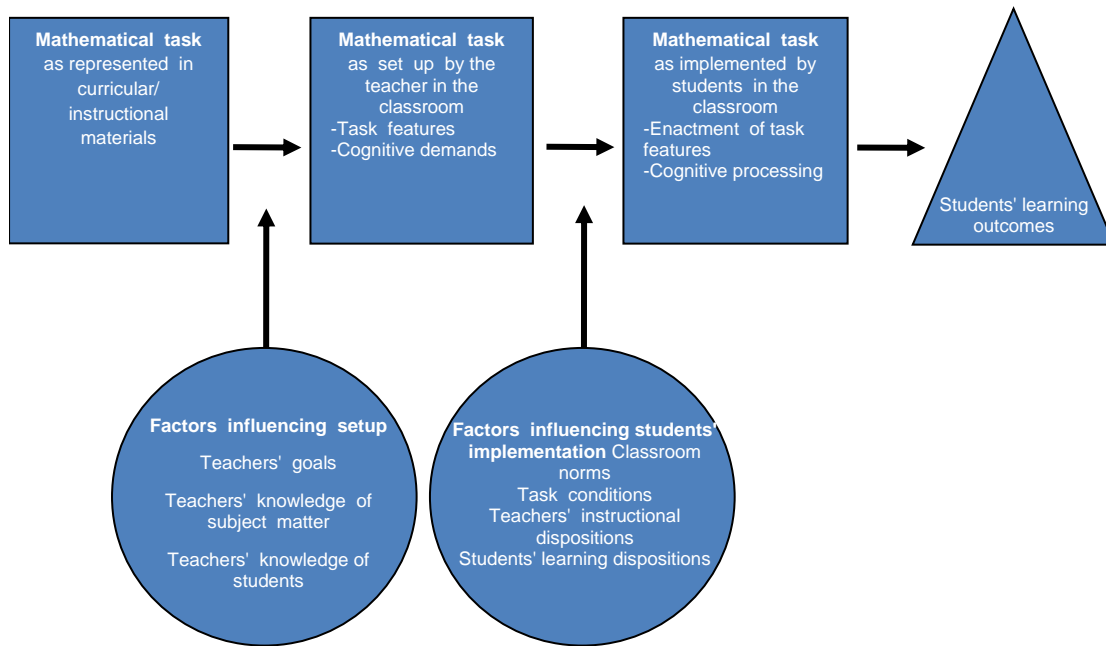 Mathematical task
as represented in
curricular/
instructional
materials
Mathematical task
as set up by the
teacher in the
classroom
-Task features
-Cognitive demands
Mathematical task
as implemented by
students in the
classroom
-Enactment of task
features
-Cognitive processing
Students' learning
outcomes
Factors influencing setup
Teachers' goals
Teachers' knowledge of
subject matter
Teachers' knowledge of
students
Factors influencing students'
implementation Classroom
norms
Task conditions
Teachers' instructional
dispositions
Students' learning dispositions